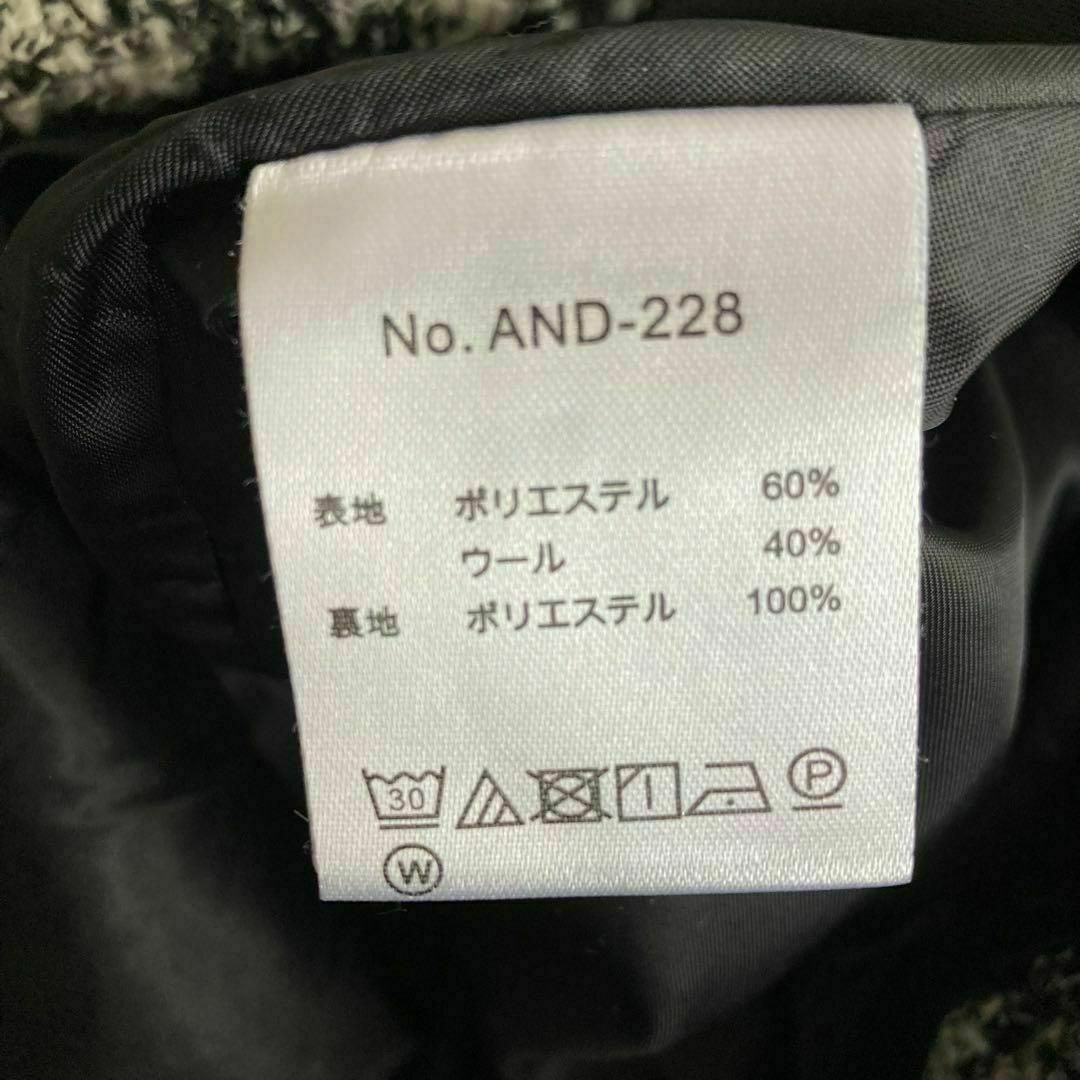 No. AND-228
表地 ポリエステル 60%
ウール 40%
裏地 ポリエステル 100%
30 P
W